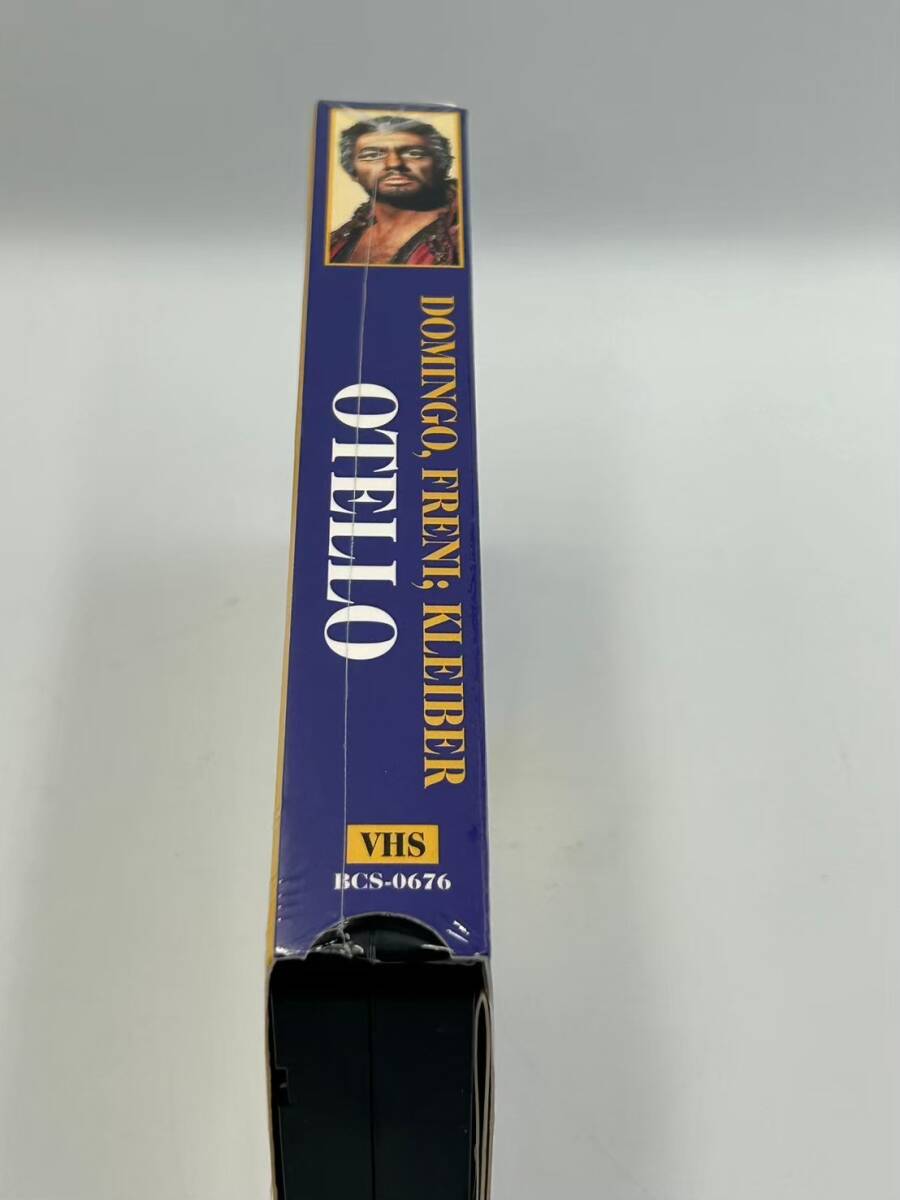 DOMINGO, FRENI; KLEIBER
OTELLO
VHS
BCS-0676